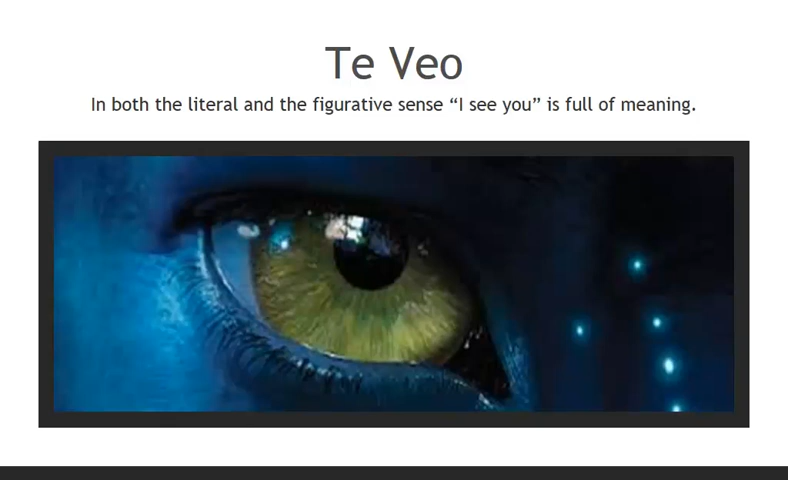 Te Veo
In both the literal and the figurative sense “I see you” is full of meaning.